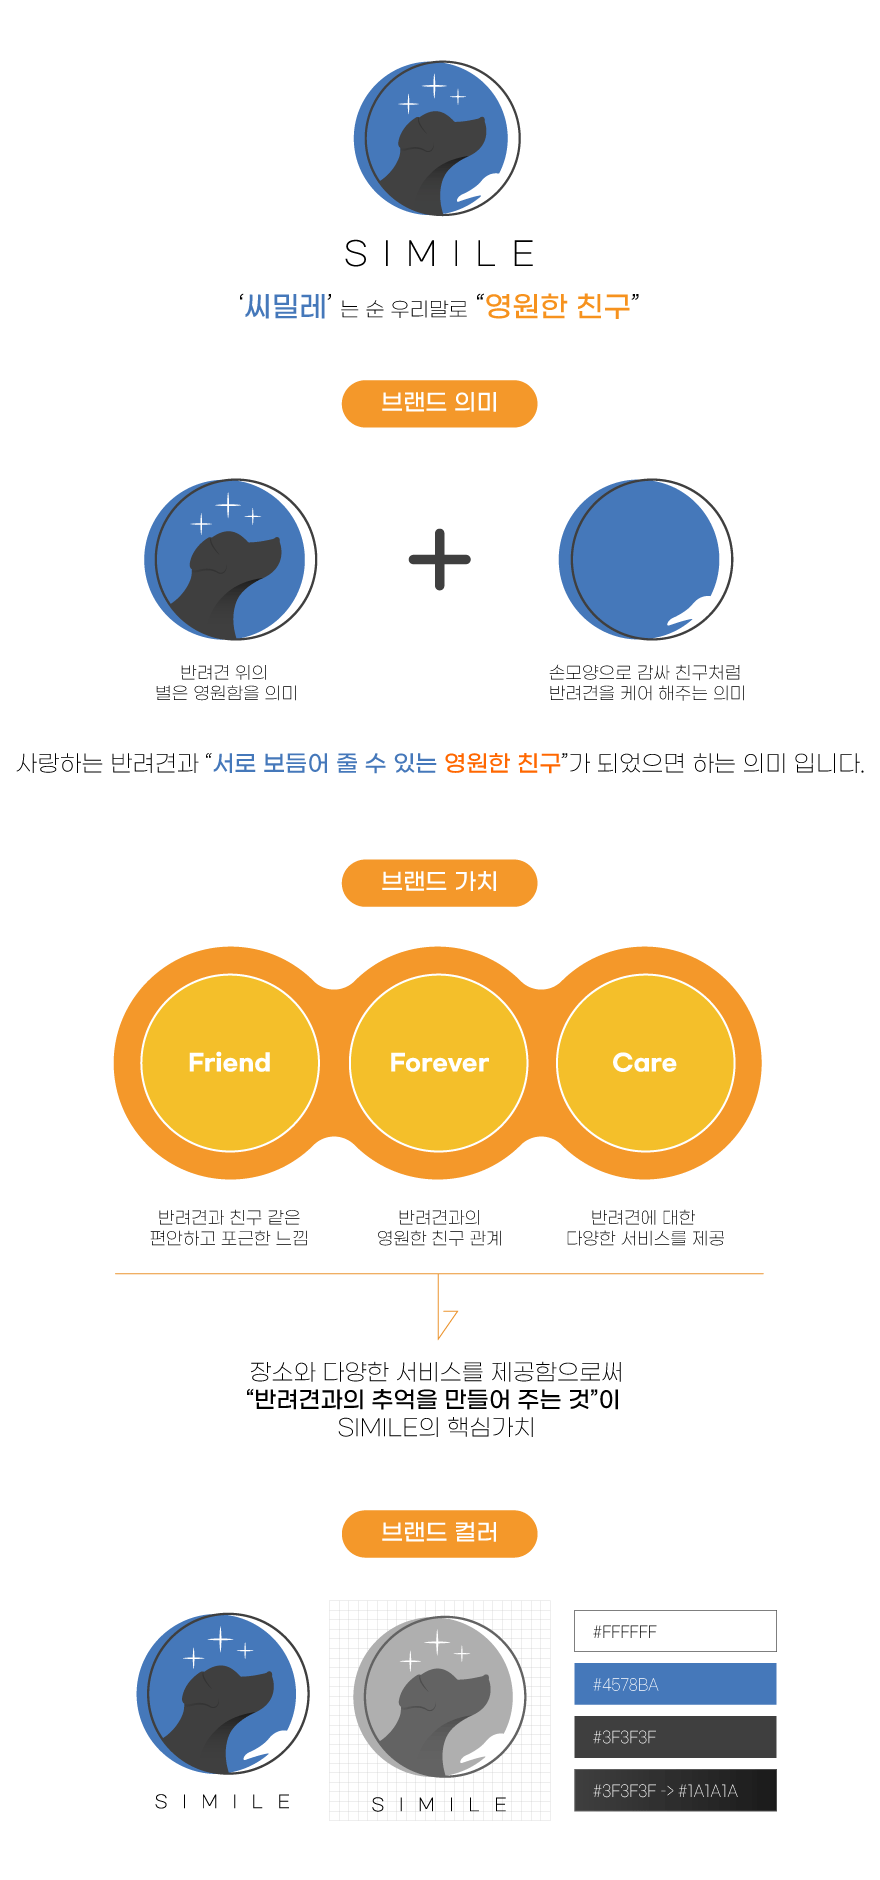 SIMILE
‘씨밀레’ 는 순 우리말로 “영원한 친구”
브랜드 의미
반려견 위의
별은 영원함을 의미
손모양으로 감싸 친구처럼
반려견을 케어 해주는 의미
사랑하는 반려견과 “서로 보듬어 줄 수 있는 영원한 친구”가 되었으면 하는 의미 입니다.
브랜드 가치
Friend
Forever
Care
반려견과 친구 같은
편안하고 포근한 느낌
반려견과의
영원한 친구 관계
반려견에 대한
다양한 서비스를 제공
장소와 다양한 서비스를 제공함으로써
“반려견과의 추억을 만들어 주는 것”이
SIMILE의 핵심가치
브랜드 컬러
SIMILE
SIMILE
#FFFFFF
#4578BA
#3F3F3F
#3F3F3F -> #1A1A1A